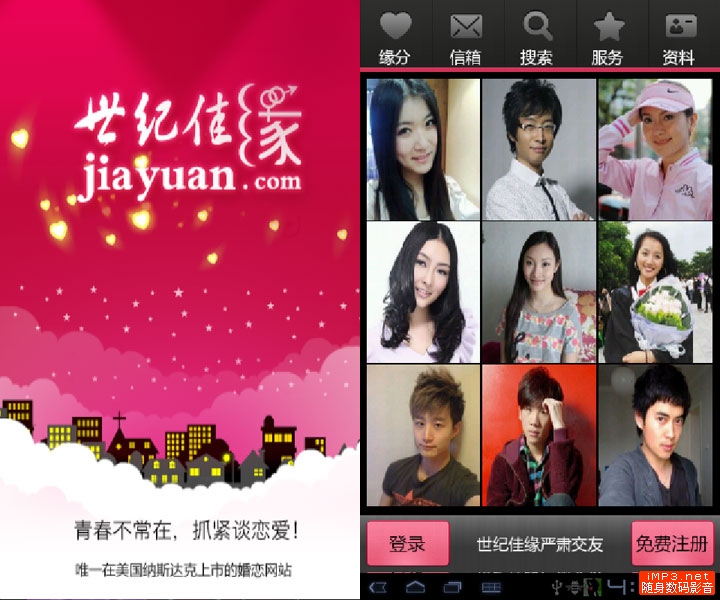 世纪佳缘
jiayuan.com
青春不常在，抓紧谈恋爱！
唯一在美国纳斯达克上市的婚恋网站
缘分 信箱 搜索 服务 资料
登录 世纪佳缘严肃交友 免费注册
iMP3.net
随身数码影音